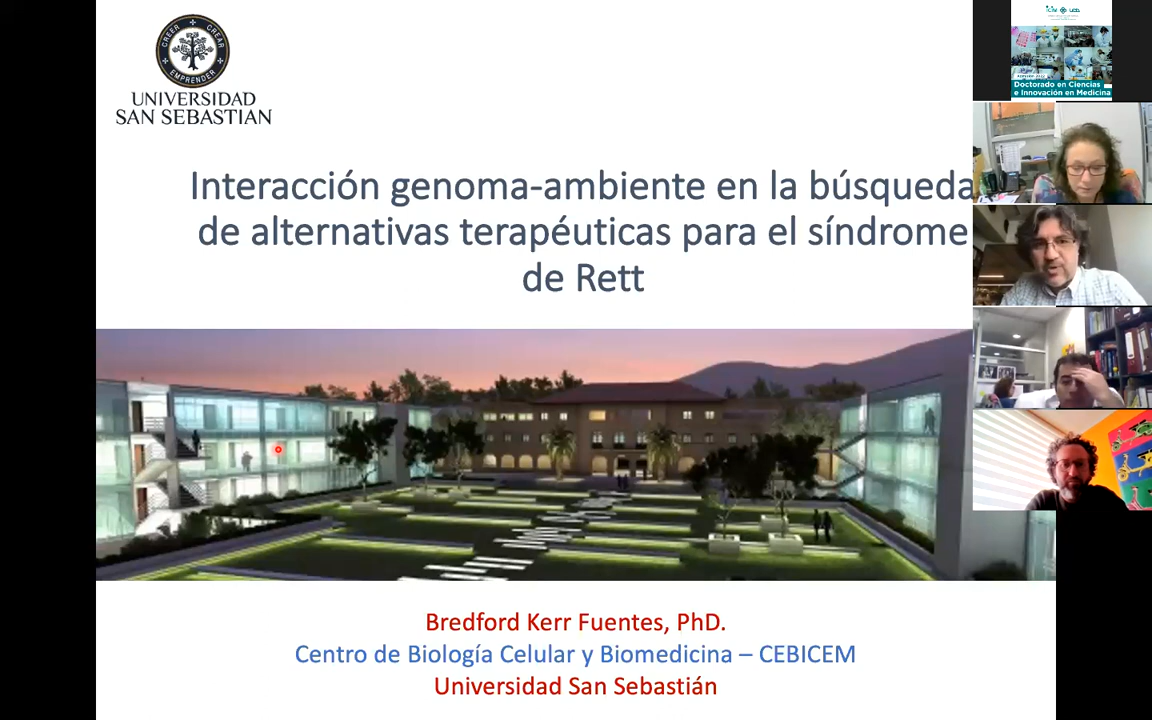 CREER
CREAR
EMPRENDER
UNIVERSIDAD
SAN SEBASTIAN
Interacción genoma-ambiente en la búsqueda
de alternativas terapéuticas para el síndrome
de Rett
Bredford Kerr Fuentes, PhD.
Centro de Biología Celular y Biomedicina – CEBICEM
Universidad San Sebastián
Doctorado en Ciencias
e Innovación en Medicina